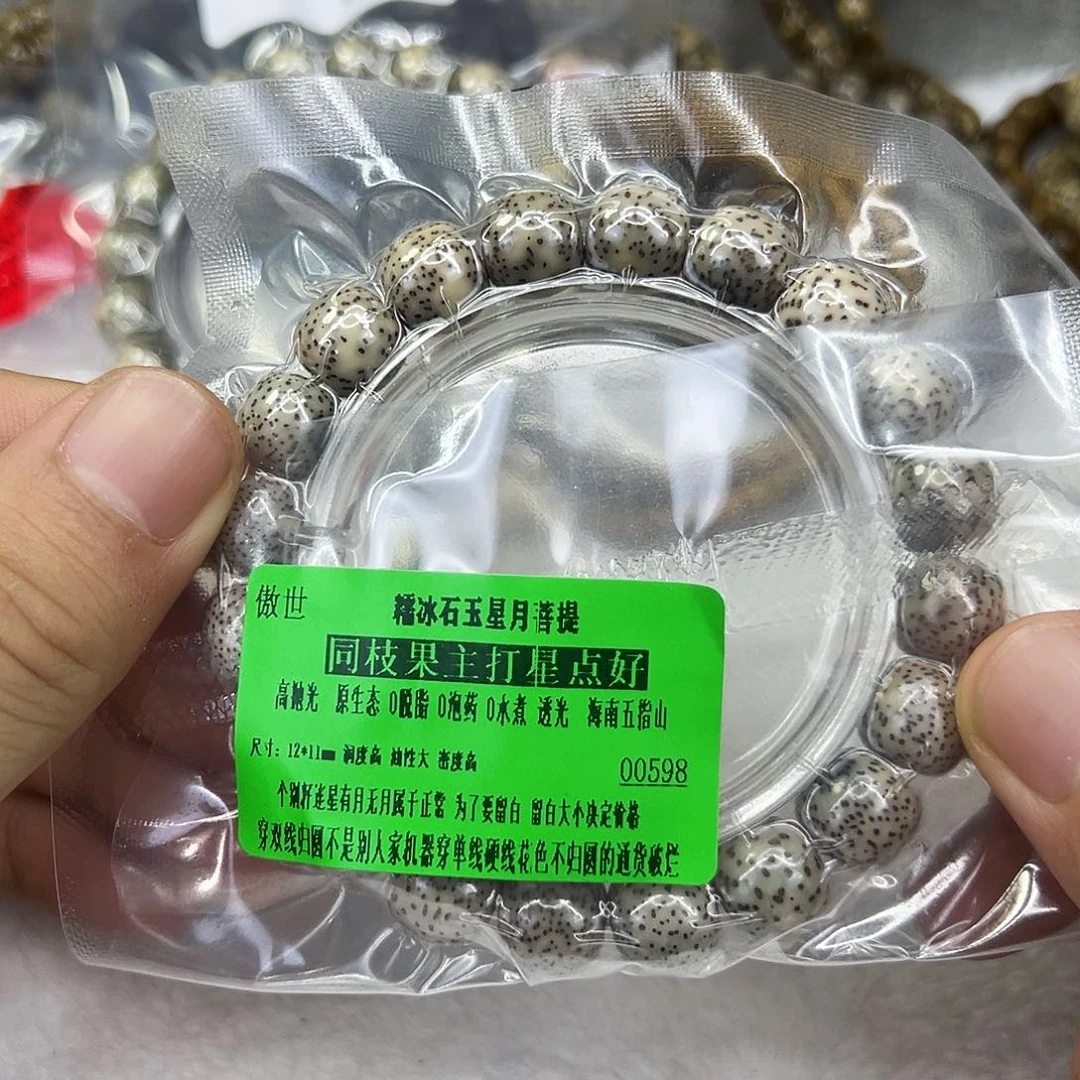 傲世
糯冰石玉星月菩提
同枝果主打星点好
高抛光 原生态 0脱脂 0泡药 0水煮 透光 海南五指山
尺寸：12*11mm 润度高 油性大 密度高
00598
个别好迷星有月无月属于正常 为了要留白 留白大小决定价格
穿双线归圆不是别人家机器穿单线硬线花色不归圆的通货破烂